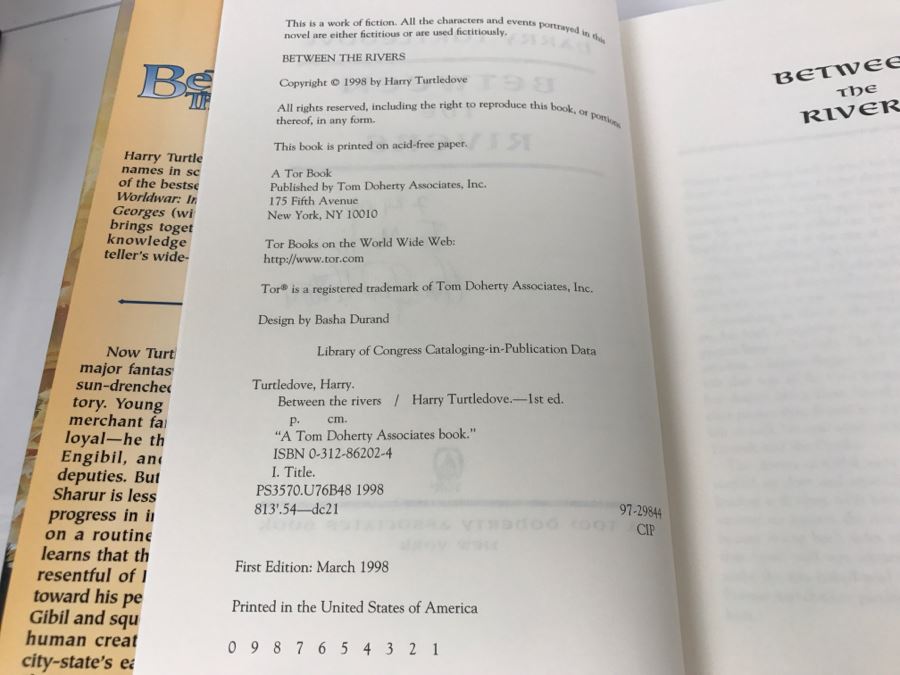 Be
Th
Harry Turtle
names in sc
of the bestse
Worldwar: In
Georges (wi
brings toget
knowledge
teller's wide-
Now Turt
major fantas
sun-drenched
tory. Young
merchant fa
loyal—he th
Engibil, and
deputies. But
Sharur is less
progress in i
on a routine
learns that th
resentful of
toward his pe
Gibil and squ
human creat
city-state's ea
This is a work of fiction. All the characters and events portrayed in this
novel are either fictitious or are used fictitiously.
BETWEEN THE RIVERS
Copyright © 1998 by Harry Turtledove
All rights reserved, including the right to reproduce this book, or portions
thereof, in any form.
This book is printed on acid-free paper.
A Tor Book
Published by Tom Doherty Associates, Inc.
175 Fifth Avenue
New York, NY 10010
Tor Books on the World Wide Web:
http://www.tor.com
Tor® is a registered trademark of Tom Doherty Associates, Inc.
Design by Basha Durand
Library of Congress Cataloging-in-Publication Data
Turtledove, Harry.
Between the rivers / Harry Turtledove.—1st ed.
p. cm.
"A Tom Doherty Associates book."
ISBN 0-312-86202-4
I. Title.
PS3570.U76B48 1998
813'.54—dc21 97-29844
CIP
First Edition: March 1998
Printed in the United States of America
0 9 8 7 6 5 4 3 2 1
BETWEE
THE
RIVER